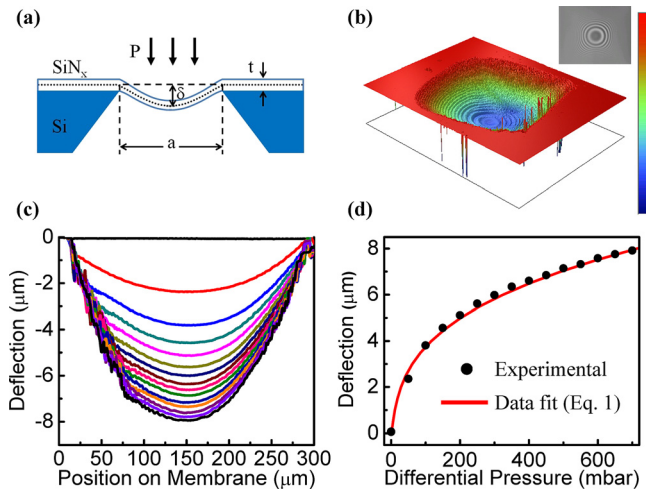 (a)
P
t
SiNₓ
δ
Si
a
(b)
(c)
0
-2
-4
-6
-8
Deflection (μm)
0 50 100 150 200 250 300
Position on Membrane (μm)
(d)
8
6
4
2
0
Deflection (μm)
Experimental
Data fit (Eq. 1)
0 200 400 600
Differential Pressure (mbar)